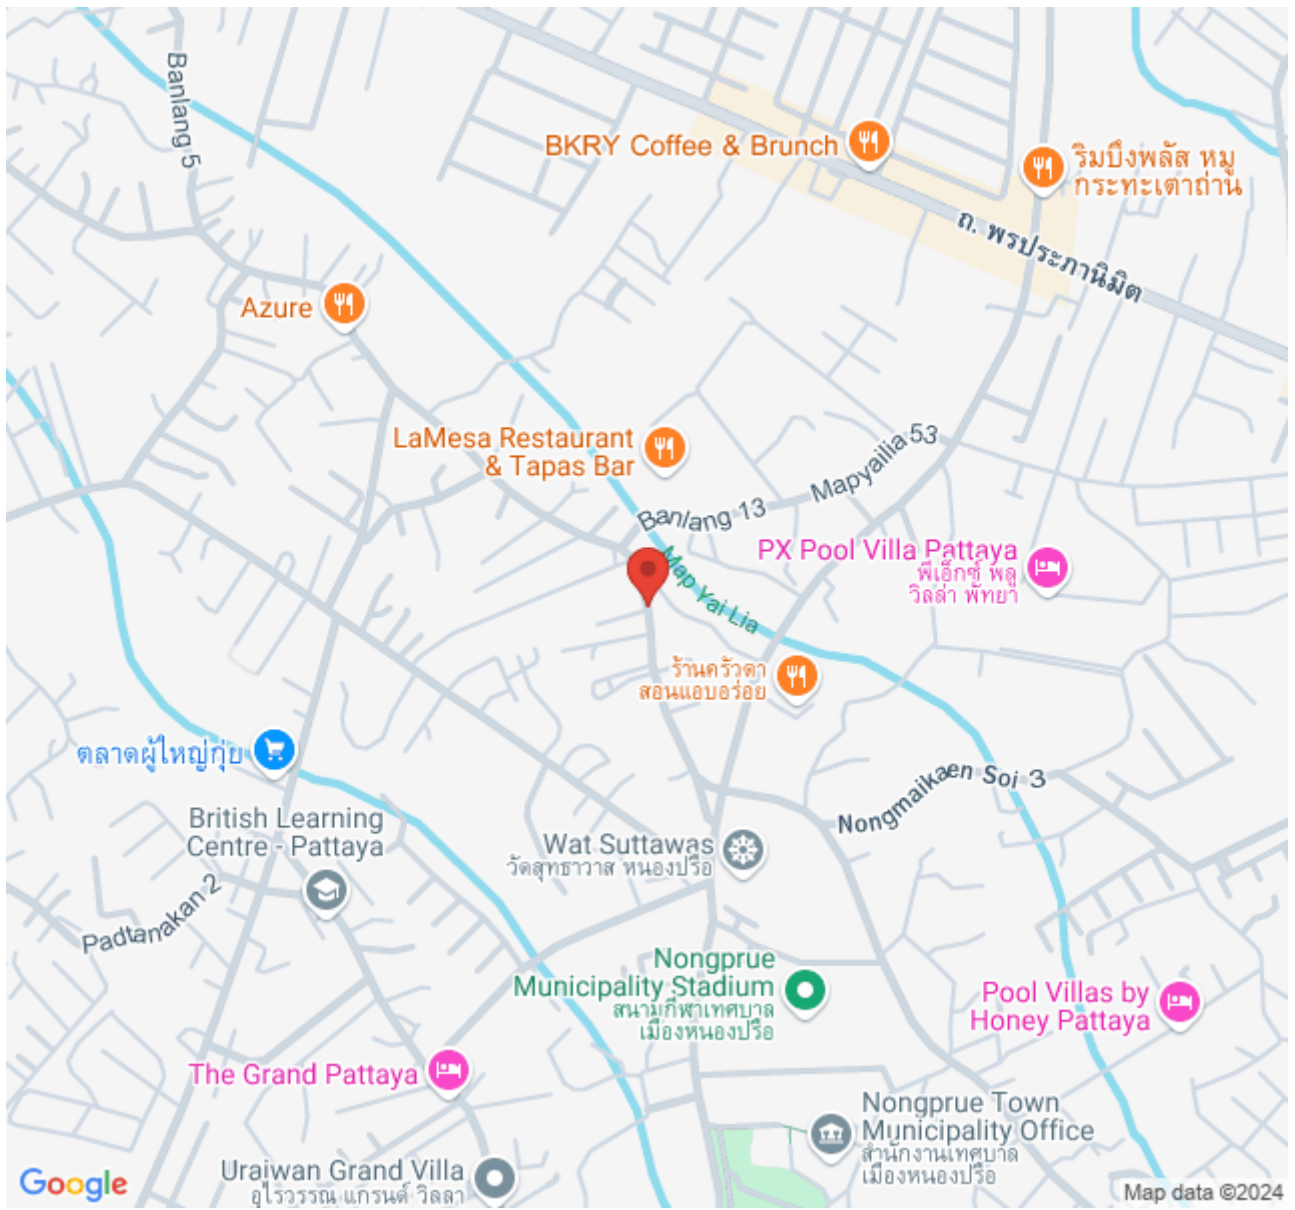 Banlang 5
BKRY Coffee & Brunch
ริมบึงพลัส หมู
กระทะเตาถ่าน
ถ. พรประภานิมิต
Azure
LaMesa Restaurant
& Tapas Bar
Mapyailia 53
Banlang 13
Map Yai Lia
PX Pool Villa Pattaya
พีเอ็กซ์ พลู
วิลล่า พัทยา
ร้านครัวตา
สอนแอบอร่อย
ตลาดผู้ใหญ่กุ่ย
Nongmaikaen Soi 3
British Learning
Centre - Pattaya
Wat Suttawas
วัดสุทธาวาส หนองปรือ
Padtanakan 2
Nongprue
Municipality Stadium
สนามกีฬาเทศบาล
เมืองหนองปรือ
Pool Villas by
Honey Pattaya
The Grand Pattaya
Nongprue Town
Municipality Office
สำนักงานเทศบาล
เมืองหนองปรือ
Uraiwan Grand Villa
อุไรวรรณ แกรนด์ วิลลา
Google
Map data ©2024